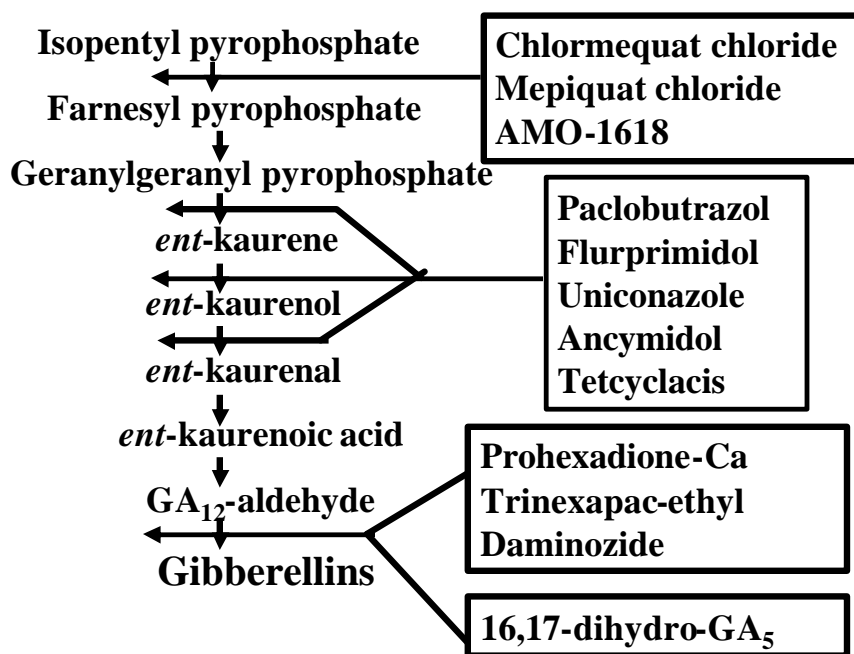 Isopentyl pyrophosphate
Farnesyl pyrophosphate
Geranylgeranyl pyrophosphate
ent-kaurene
ent-kaurenol
ent-kaurenal
ent-kaurenoic acid
GA12-aldehyde
Gibberellins
Chlormequat chloride
Mepiquat chloride
AMO-1618
Paclobutrazol
Flurprimidol
Uniconazole
Ancymidol
Tetcyclacis
Prohexadione-Ca
Trinexapac-ethyl
Daminozide
16,17-dihydro-GA5